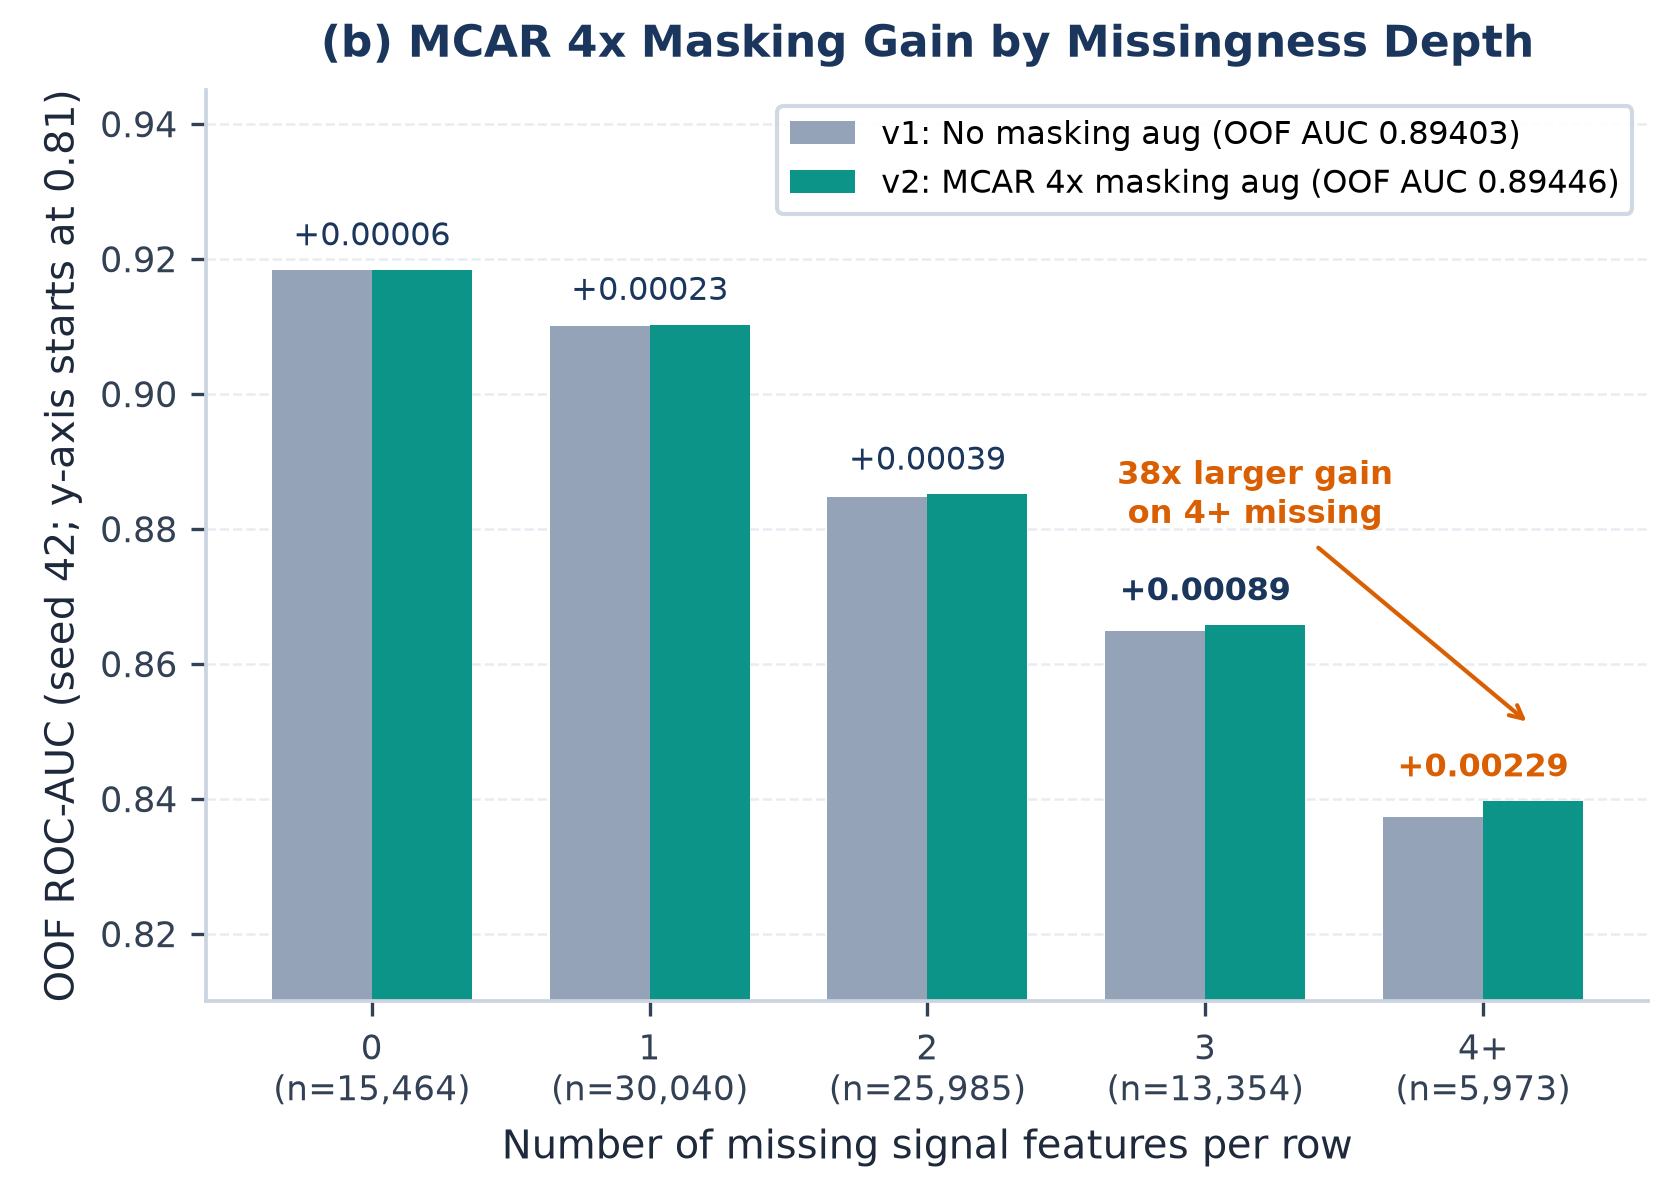 (b) MCAR 4x Masking Gain by Missingness Depth
OOF ROC-AUC (seed 42; y-axis starts at 0.81)
0.94
0.92
0.90
0.88
0.86
0.84
0.82
v1: No masking aug (OOF AUC 0.89403)
v2: MCAR 4x masking aug (OOF AUC 0.89446)
+0.00006
+0.00023
+0.00039
38x larger gain
on 4+ missing
+0.00089
+0.00229
0
(n=15,464)
1
(n=30,040)
2
(n=25,985)
3
(n=13,354)
4+
(n=5,973)
Number of missing signal features per row